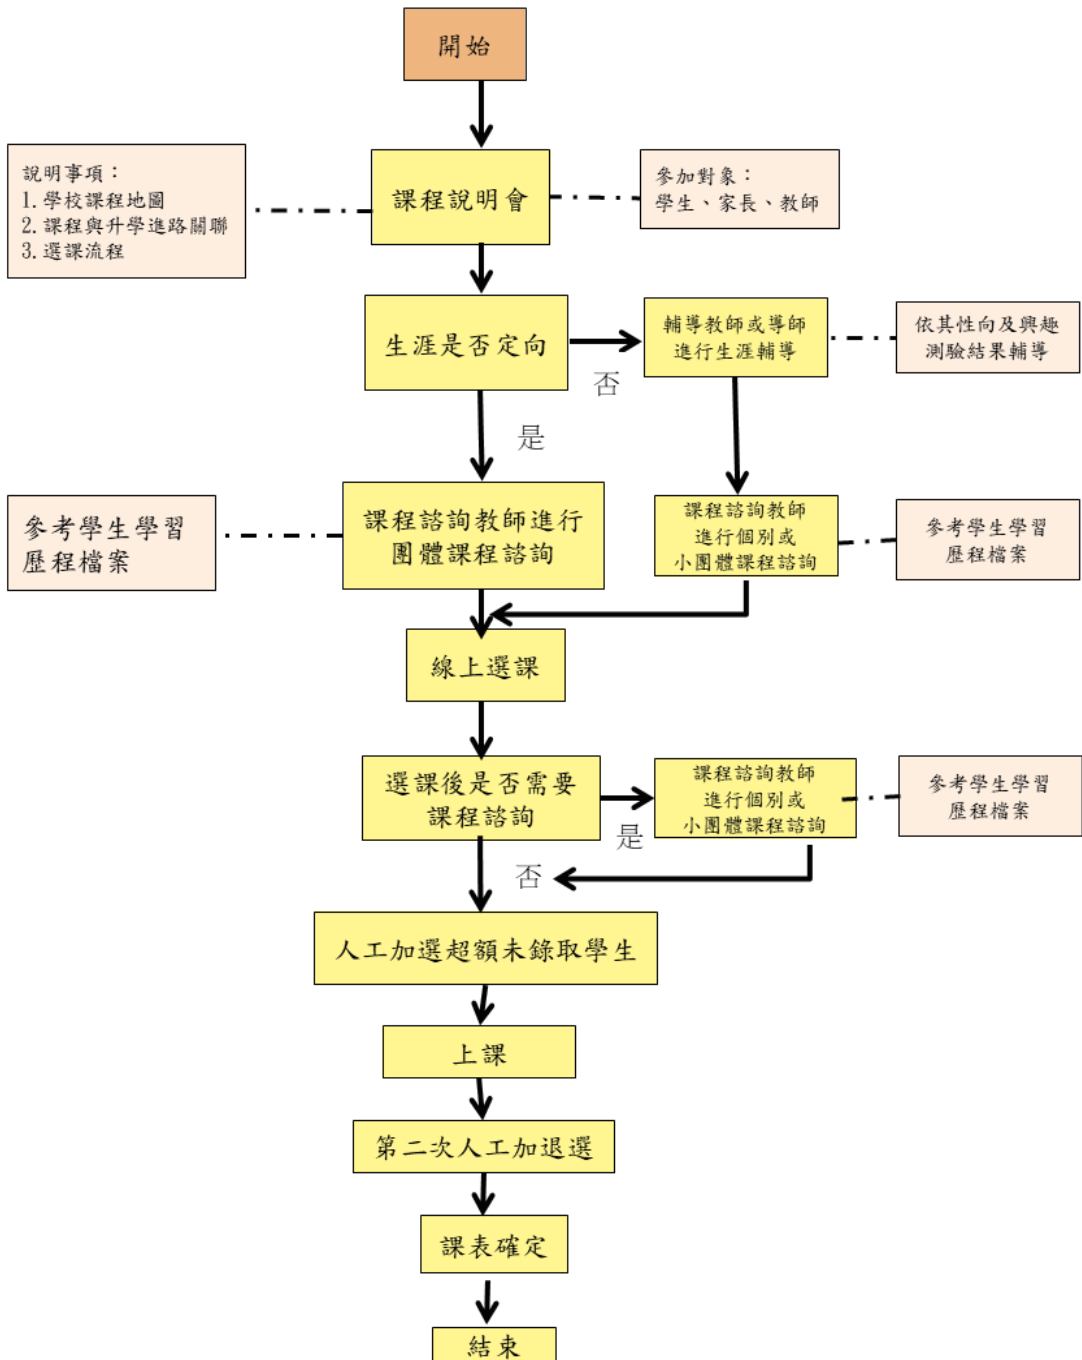 開始
說明事項：
1.學校課程地圖
2.課程與升學進路關聯
3.選課流程
課程說明會
參加對象：
學生、家長、教師
生涯是否定向
否
輔導教師或導師
進行生涯輔導
依其性向及興趣
測驗結果輔導
是
參考學生學習
歷程檔案
課程諮詢教師進行
團體課程諮詢
課程諮詢教師
進行個別或
小團體課程諮詢
參考學生學習
歷程檔案
線上選課
選課後是否需要
課程諮詢
是
課程諮詢教師
進行個別或
小團體課程諮詢
參考學生學習
歷程檔案
否
人工加選超額未錄取學生
上課
第二次人工加退選
課表確定
結束